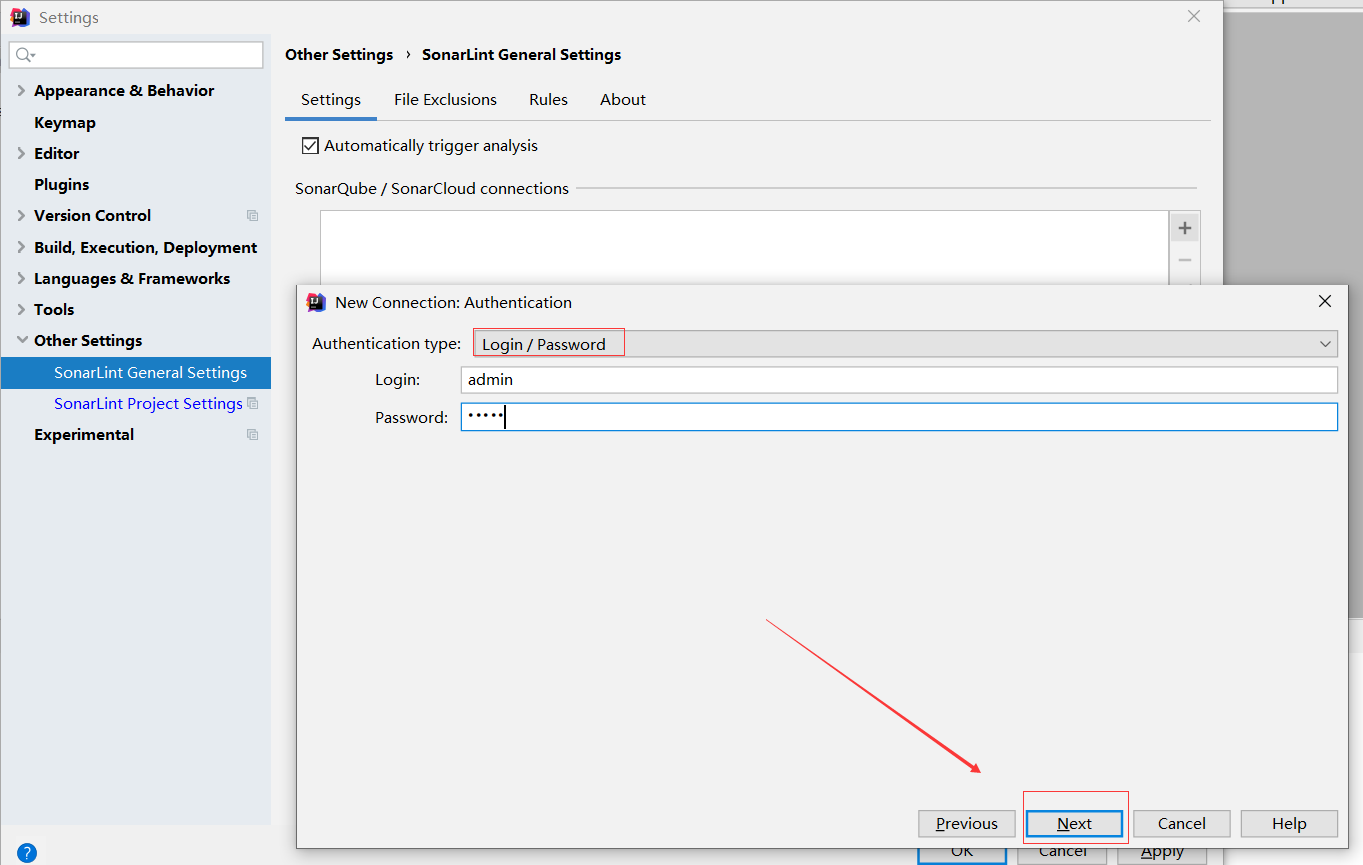 Settings
Other Settings › SonarLint General Settings
Appearance & Behavior
Keymap
Editor
Plugins
Version Control
Build, Execution, Deployment
Languages & Frameworks
Tools
Other Settings
SonarLint General Settings
SonarLint Project Settings
Experimental
Settings File Exclusions Rules About
Automatically trigger analysis
SonarQube / SonarCloud connections
New Connection: Authentication
Authentication type: Login / Password
Login: admin
Password: •••••
Previous Next Cancel Help
OK Cancel Apply
?